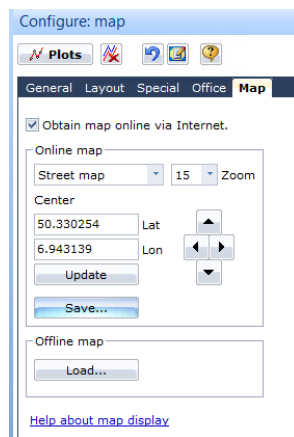 Configure: map
Plots
General Layout Special Office Map
Obtain map online via Internet.
Online map
Street map 15 Zoom
Center
50.330254 Lat
6.943139 Lon
Update
Save...
Offline map
Load...
Help about map display